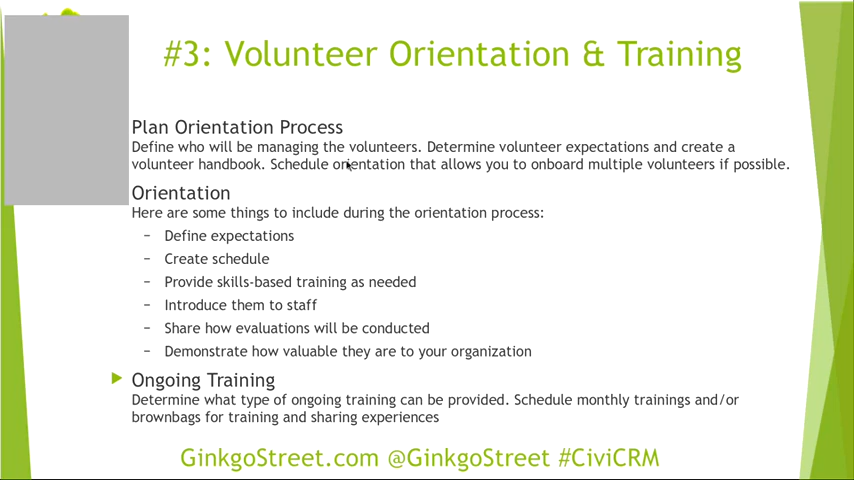 #3: Volunteer Orientation & Training
Plan Orientation Process
Define who will be managing the volunteers. Determine volunteer expectations and create a
volunteer handbook. Schedule orientation that allows you to onboard multiple volunteers if possible.
Orientation
Here are some things to include during the orientation process:
– Define expectations
– Create schedule
– Provide skills-based training as needed
– Introduce them to staff
– Share how evaluations will be conducted
– Demonstrate how valuable they are to your organization
Ongoing Training
Determine what type of ongoing training can be provided. Schedule monthly trainings and/or
brownbags for training and sharing experiences
GinkgoStreet.com @GinkgoStreet #CiviCRM